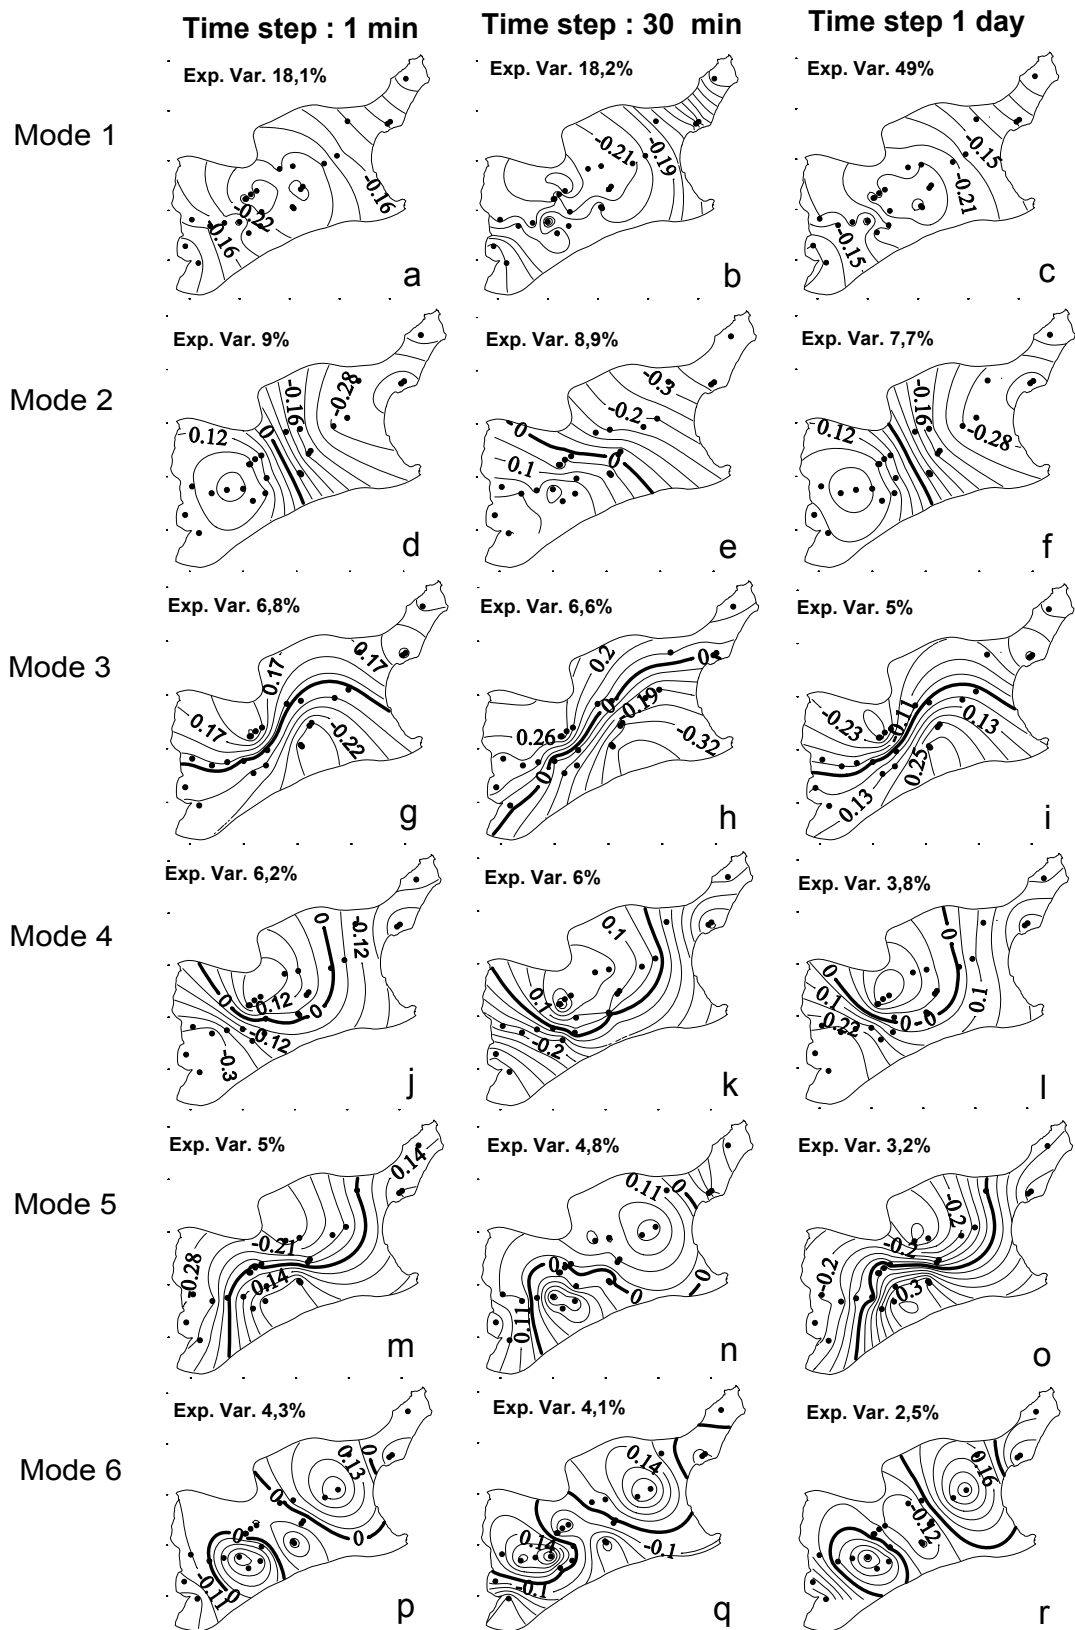 Time step : 1 min
Time step : 30 min
Time step 1 day
Mode 1
Exp. Var. 18,1%
-0.16
-0.22
-0.16
a
Exp. Var. 18,2%
-0.21
-0.19
b
Exp. Var. 49%
-0.15
-0.21
-0.15
c
Mode 2
Exp. Var. 9%
-0.28
-0.16
0.12
0
d
Exp. Var. 8,9%
-0.3
-0.2
0
0
0.1
e
Exp. Var. 7,7%
-0.16
0.12
-0.28
f
Mode 3
Exp. Var. 6,8%
0.17
0.17
0.17
-0.22
g
Exp. Var. 6,6%
0.2
0
0
-0.19
0.26
-0.32
0
h
Exp. Var. 5%
-0.23
-0.11
0.13
0.25
0.13
i
Mode 4
Exp. Var. 6,2%
0
-0.12
0.12
0
0
-0.12
-0.3
j
Exp. Var. 6%
0.1
0.1
0
-0.2
k
Exp. Var. 3,8%
0
0
0.1
0.1
0.22
0-0
l
Mode 5
Exp. Var. 5%
0.14
-0.21
-0.28
0.14
m
Exp. Var. 4,8%
0.11
0
0
0
0
0.11
n
Exp. Var. 3,2%
-0.2
-0.2
-0.2
0.3
o
Mode 6
Exp. Var. 4,3%
0
0.13
0
0
0
-0.11
0
p
Exp. Var. 4,1%
0.14
0.14
-0.1
-0.1
q
Exp. Var. 2,5%
0.16
-0.12
r